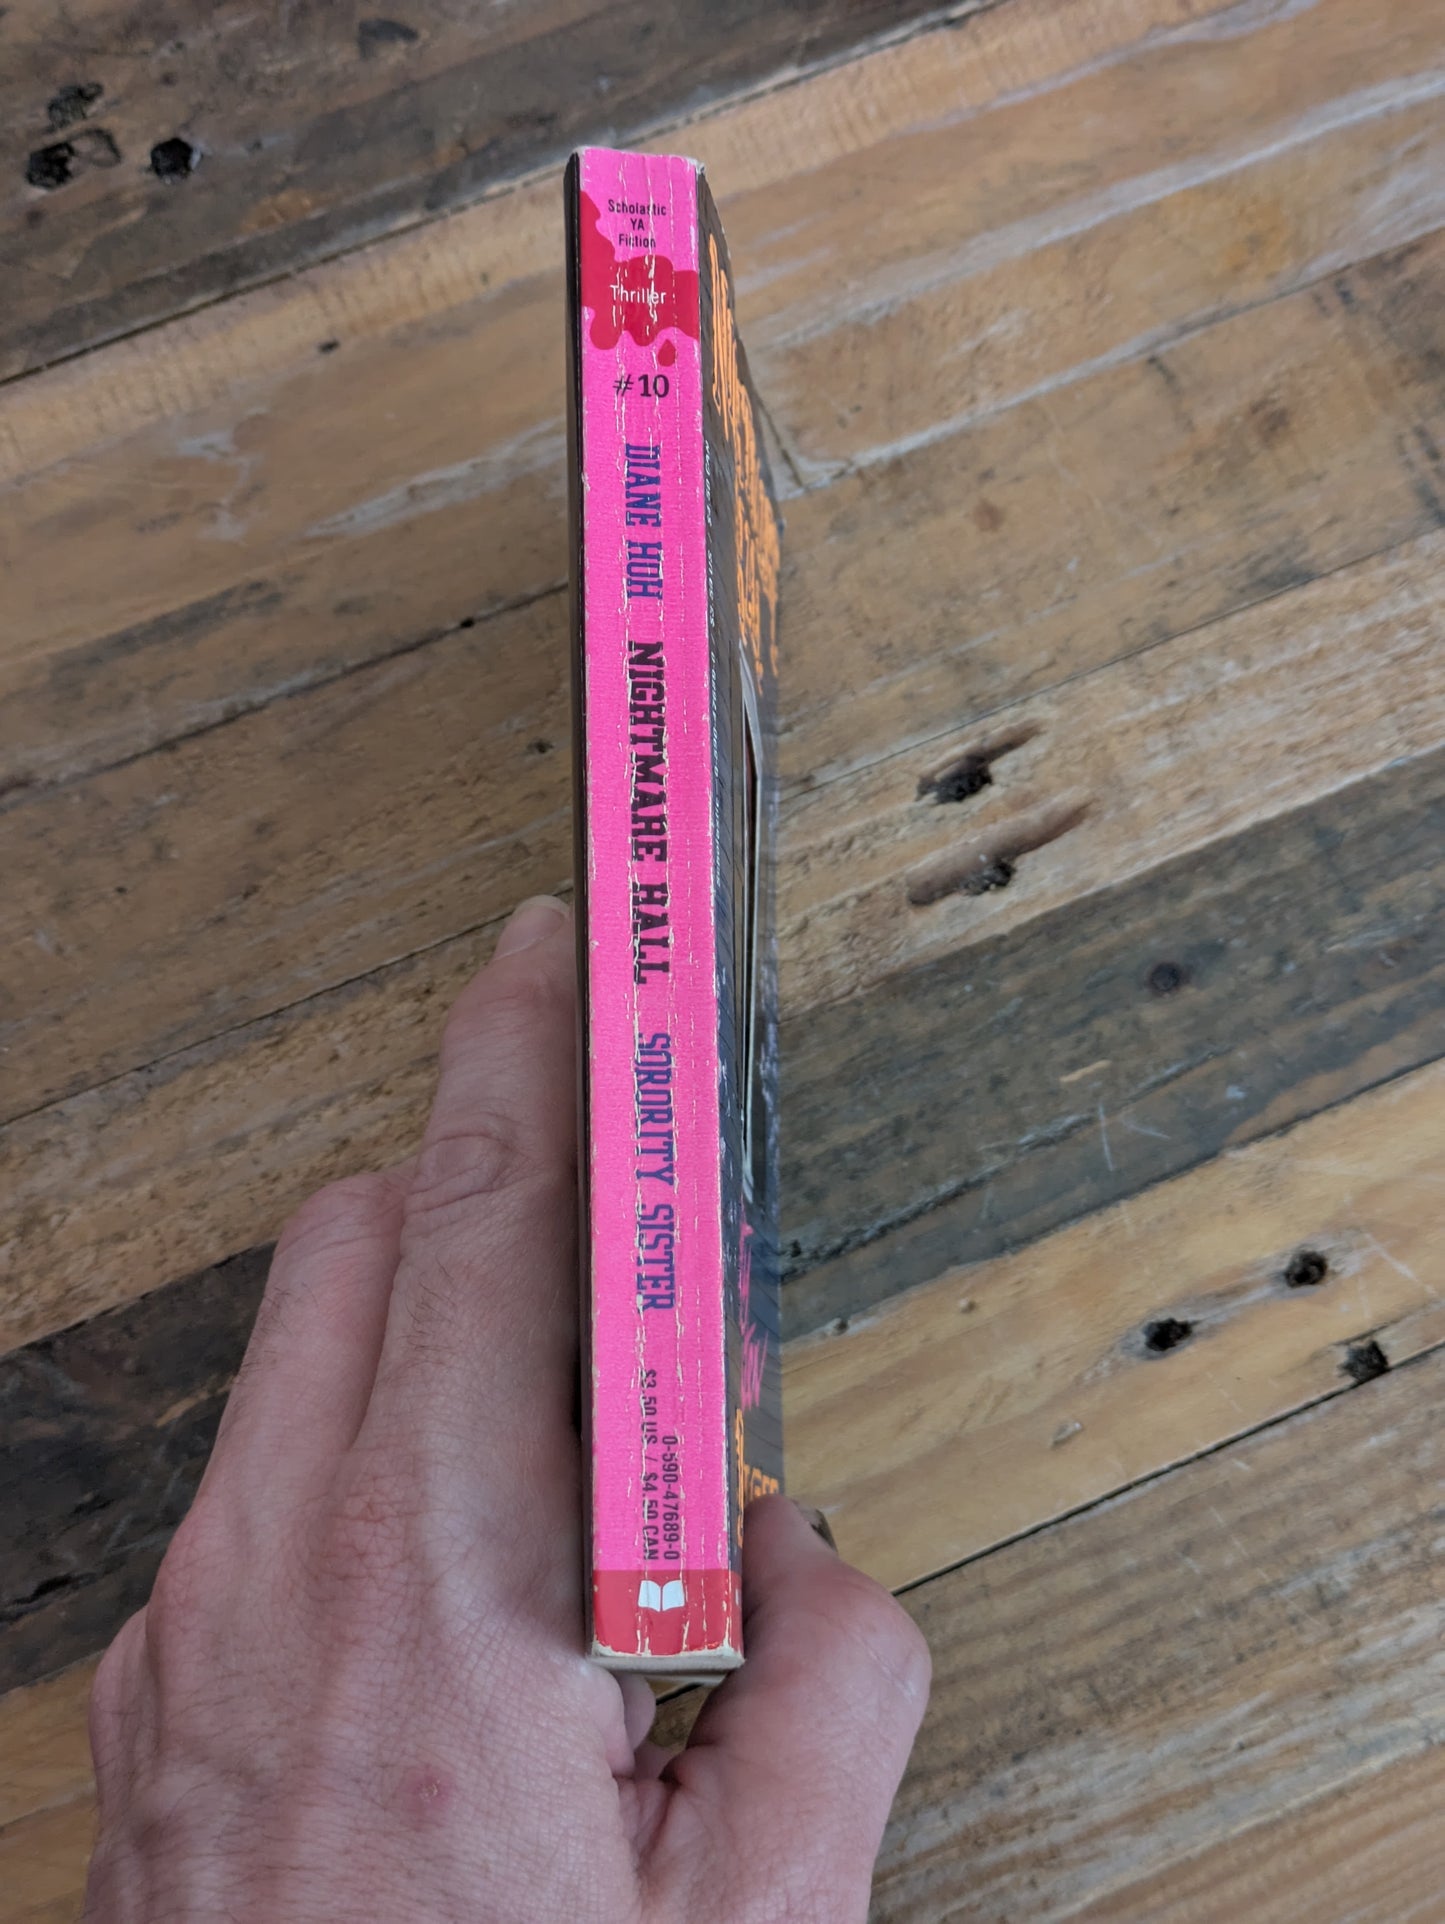 Scholastic
YA
Fiction
Thriller
#10
DIANE HOH NIGHTMARE HALL SORORITY SISTER
0-590-47689-0
$3.50 US / $4.50 CAN